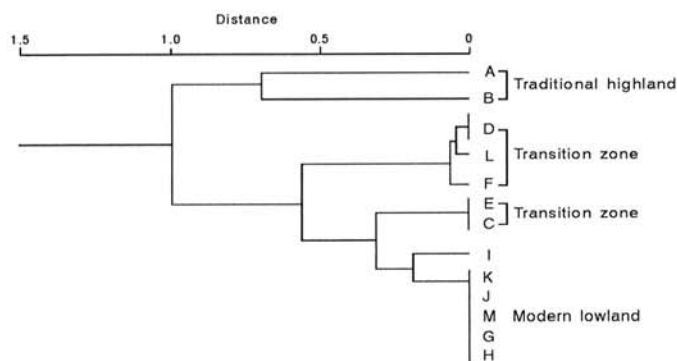 Distance
1.5 1.0 0.5 0
A Traditional highland
B
D
L Transition zone
F
E Transition zone
C
I
K
J
M Modern lowland
G
H